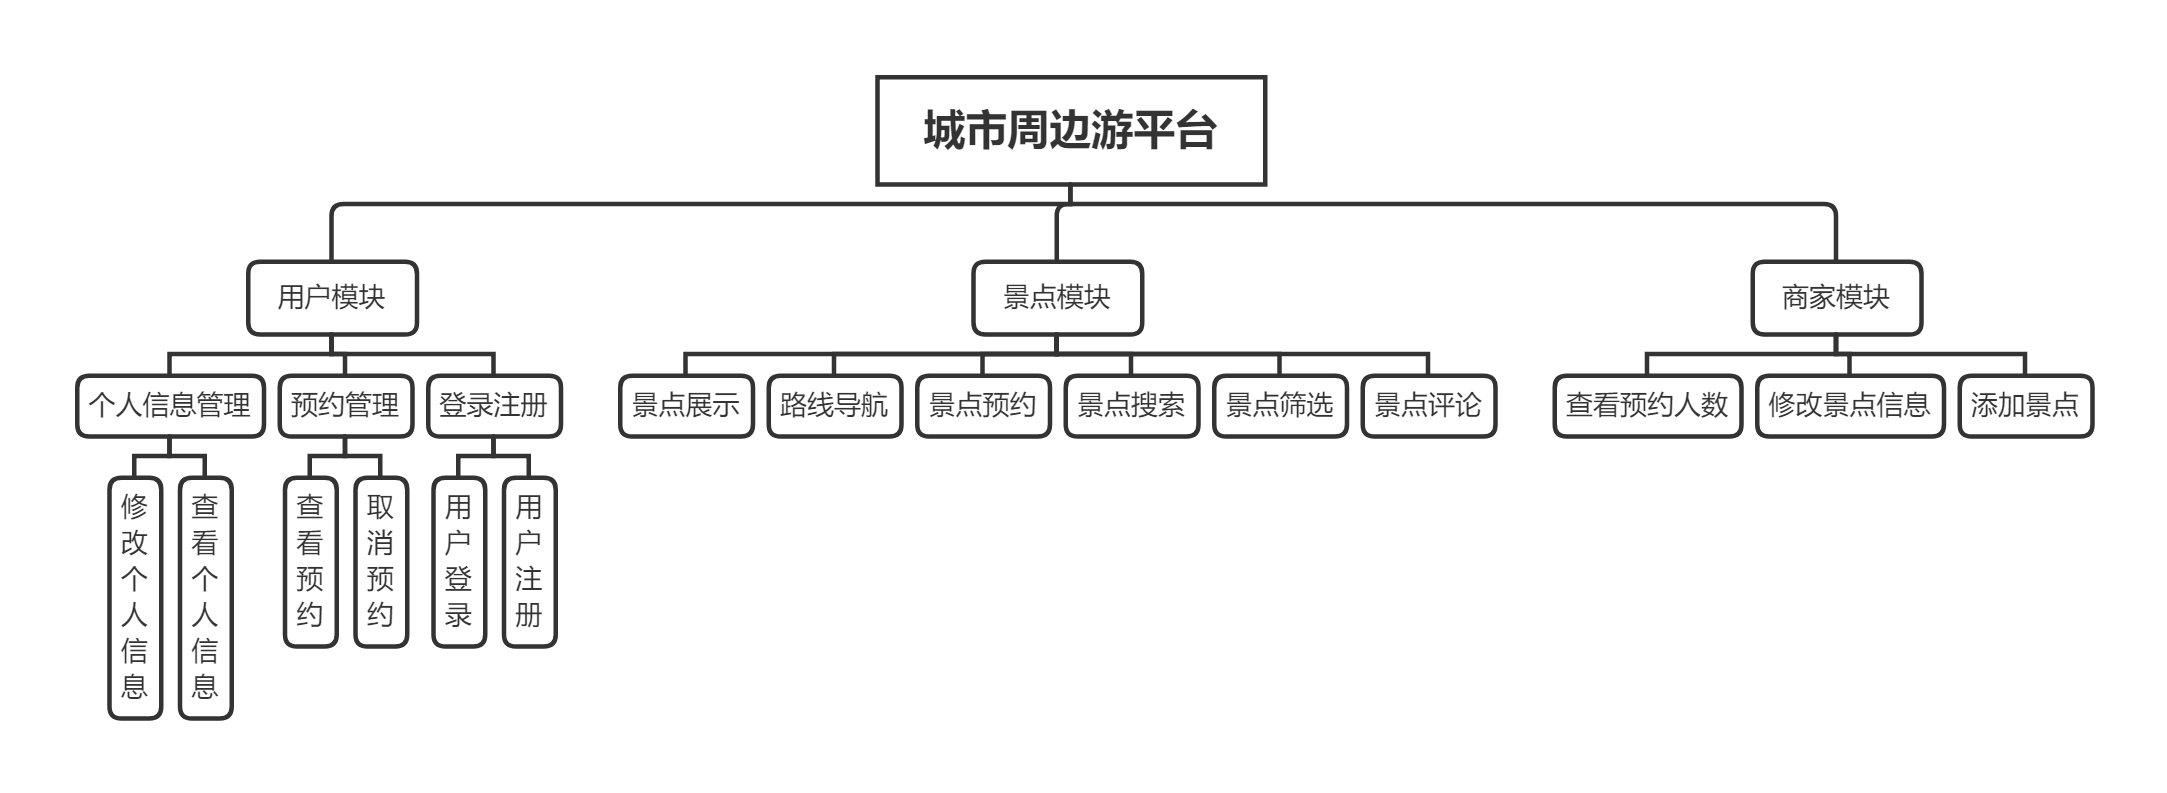 城市周边游平台
用户模块
景点模块
商家模块
个人信息管理
预约管理
登录注册
景点展示
路线导航
景点预约
景点搜索
景点筛选
景点评论
查看预约人数
修改景点信息
添加景点
修改个人信息
查看个人信息
查看预约
取消预约
用户登录
用户注册